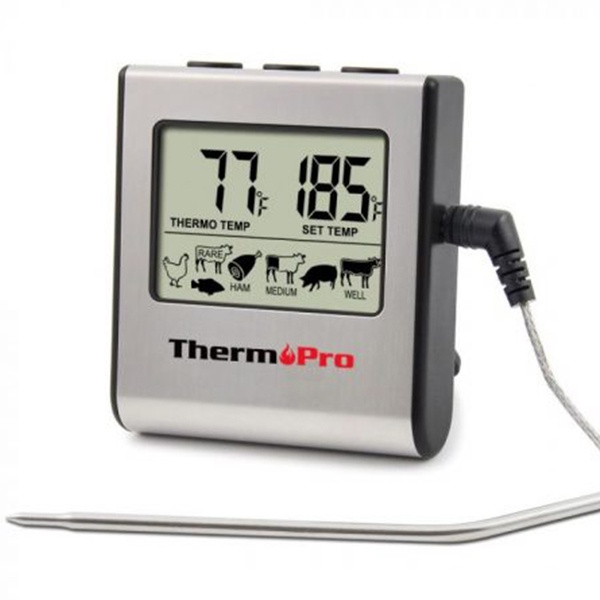 77°F 185°F
THERMO TEMP SET TEMP
RARE
HAM MEDIUM WELL
ThermoPro